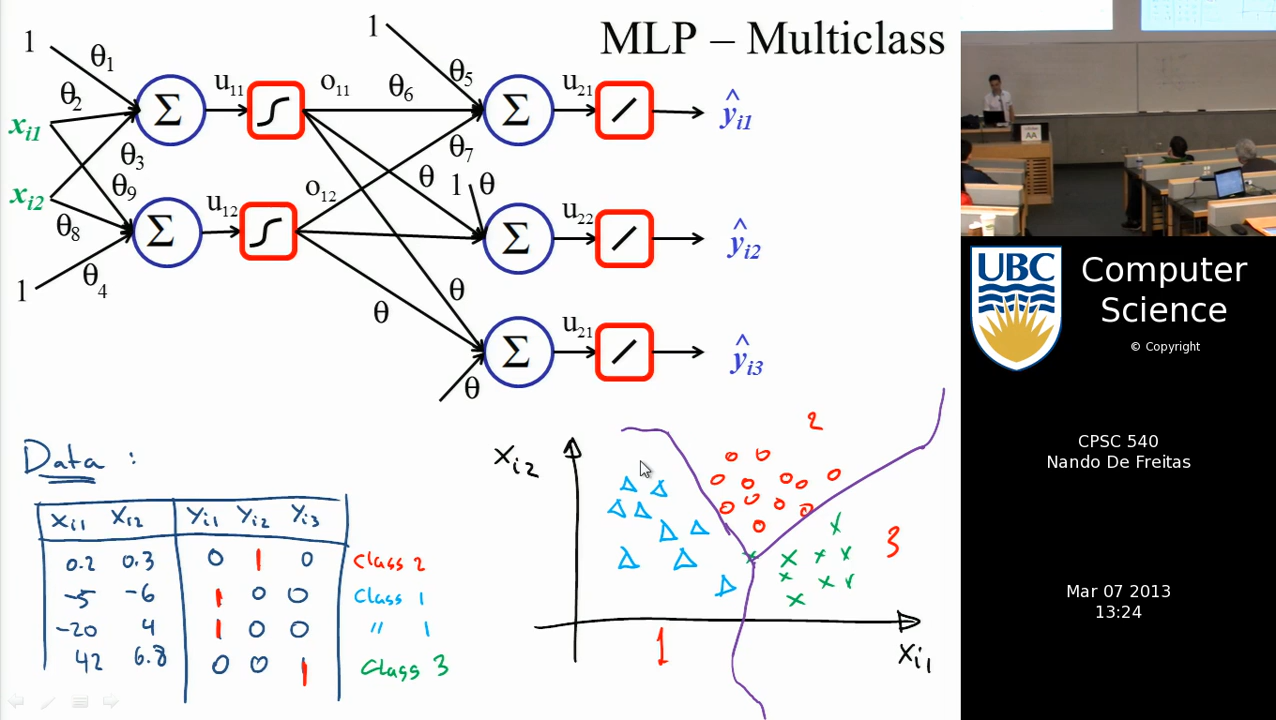 MLP – Multiclass
1 θ1 u11 o11 θ6 1 θ5 u21 ŷi1
θ2
xi1 θ3 θ7
θ9 θ 1 θ
xi2 u12 o12 u22 ŷi2
θ8
1 θ4 θ θ u21 ŷi3
θ
Data :
xi1 xi2 yi1 yi2 yi3
0.2 0.3 0 1 0 Class 2
-5 -6 1 0 0 Class 1
-20 4 1 0 0 " 1
42 6.8 0 0 1 Class 3
xi2
2
3
1
xi1
AA
UBC
Computer
Science
© Copyright
CPSC 540
Nando De Freitas
Mar 07 2013
13:24